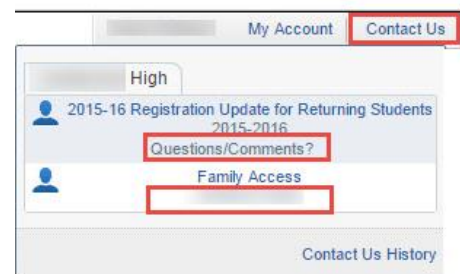 My Account Contact Us
High
2015-16 Registration Update for Returning Students
2015-2016
Questions/Comments?
Family Access
Contact Us History